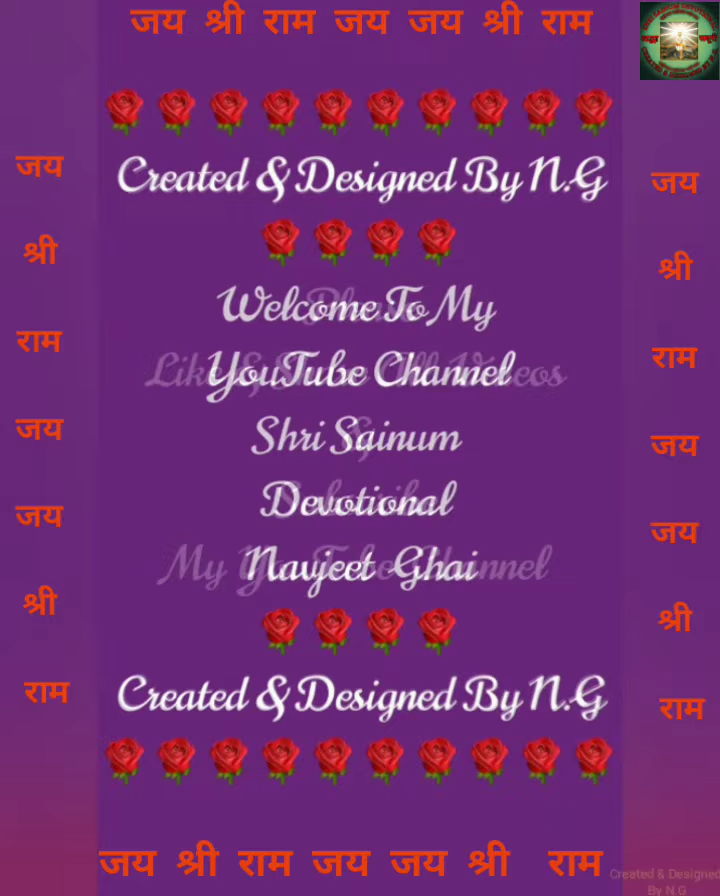 जय श्री राम जय जय श्री राम
Created & Designed By N.G
Welcome To My
YouTube Channel
Shri Sainum
Devotional
Navjeet Ghai
Created & Designed By N.G
जय
श्री
राम
जय
जय
श्री
राम
जय
श्री
राम
जय
जय
श्री
राम
जय श्री राम जय जय श्री राम
Created & Designed
By N.G